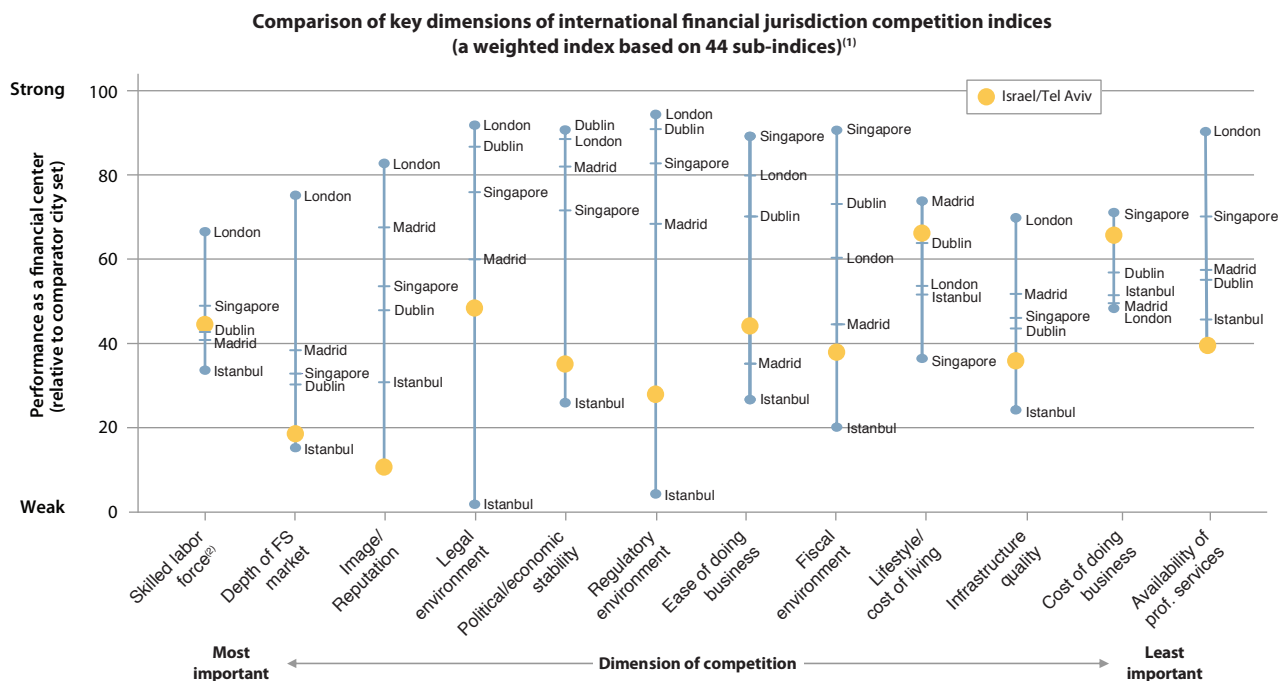 Comparison of key dimensions of international financial jurisdiction competition indices
(a weighted index based on 44 sub-indices)(1)
Strong
Performance as a financial center
(relative to comparator city set)
Weak
100
80
60
40
20
0
Israel/Tel Aviv
London
Singapore
Dublin
Madrid
Istanbul
London
Madrid
Singapore
Dublin
Istanbul
London
Madrid
Singapore
Dublin
Istanbul
London
Dublin
Singapore
Madrid
Istanbul
Dublin
London
Madrid
Singapore
Istanbul
London
Dublin
Singapore
Madrid
Istanbul
Singapore
London
Dublin
Madrid
Istanbul
Singapore
Dublin
London
Madrid
Istanbul
Madrid
Dublin
London
Istanbul
Singapore
London
Madrid
Singapore
Dublin
Istanbul
Singapore
Dublin
Istanbul
Madrid
London
London
Singapore
Madrid
Dublin
Istanbul
Skilled labor
force(2)
Depth of FS
market
Image/
Reputation
Legal
environment
Political/economic
stability
Regulatory
environment
Ease of doing
business
Fiscal
environment
Lifestyle/
cost of living
Infrastructure
quality
Cost of doing
business
Availability of
prof. services
Most
important
Dimension of competition
Least
important